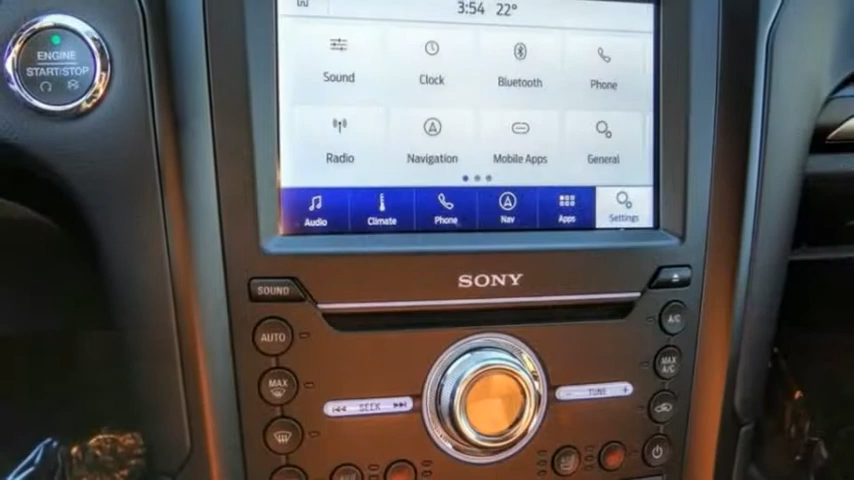 3:54 22°
ENGINE
START/STOP
Sound Clock Bluetooth Phone
Radio Navigation Mobile Apps General
Audio Climate Phone Nav Apps Settings
SONY
SOUND
A/C
AUTO
MAX
A/C
MAX
SEEK
TUNE